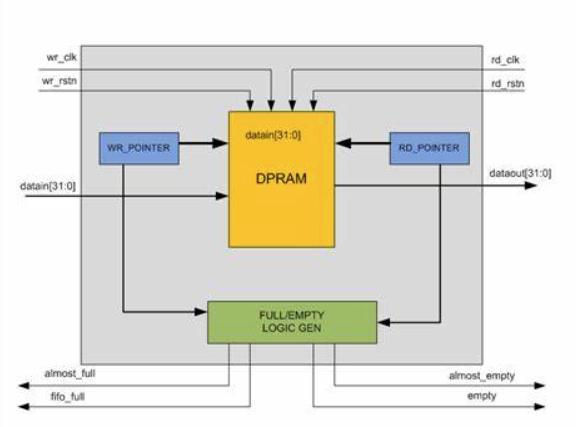 wr_clk
rd_clk
wr_rstn
rd_rstn
datain[31:0]
WR_POINTER
RD_POINTER
DPRAM
datain[31:0]
dataout[31:0]
FULL/EMPTY
LOGIC GEN
almost_full
almost_empty
fifo_full
empty